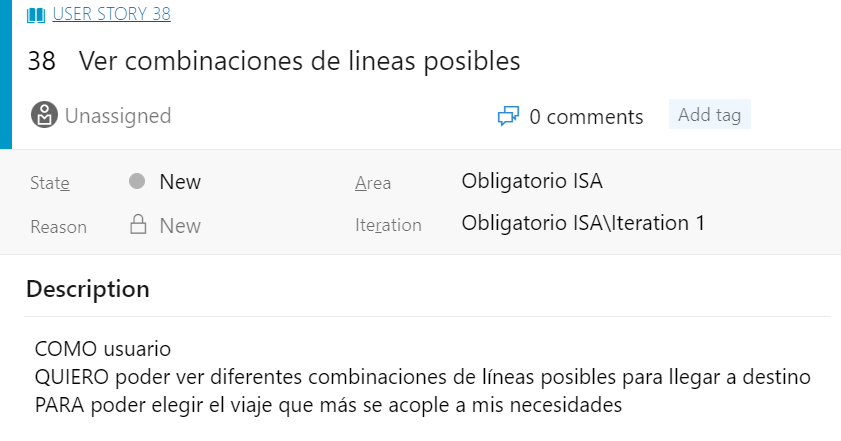 USER STORY 38
38 Ver combinaciones de lineas posibles
Unassigned
0 comments
Add tag
State New
Area Obligatorio ISA
Reason New
Iteration Obligatorio ISA\Iteration 1
Description
COMO usuario
QUIERO poder ver diferentes combinaciones de líneas posibles para llegar a destino
PARA poder elegir el viaje que más se acople a mis necesidades